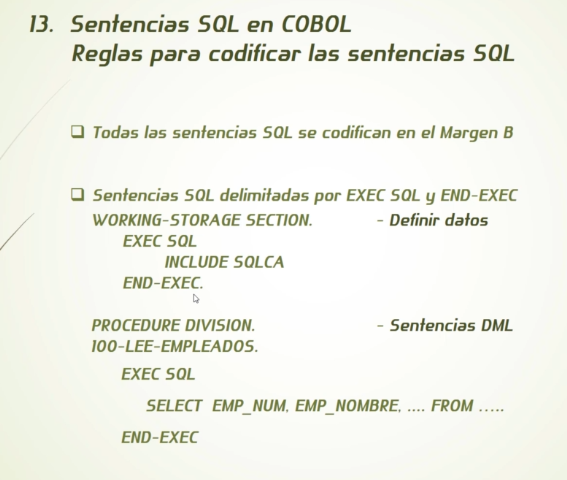 13. Sentencias SQL en COBOL
Reglas para codificar las sentencias SQL
Todas las sentencias SQL se codifican en el Margen B
Sentencias SQL delimitadas por EXEC SQL y END-EXEC
WORKING-STORAGE SECTION. - Definir datos
EXEC SQL
INCLUDE SQLCA
END-EXEC.
PROCEDURE DIVISION. - Sentencias DML
100-LEE-EMPLEADOS.
EXEC SQL
SELECT EMP_NUM, EMP_NOMBRE, .... FROM .....
END-EXEC